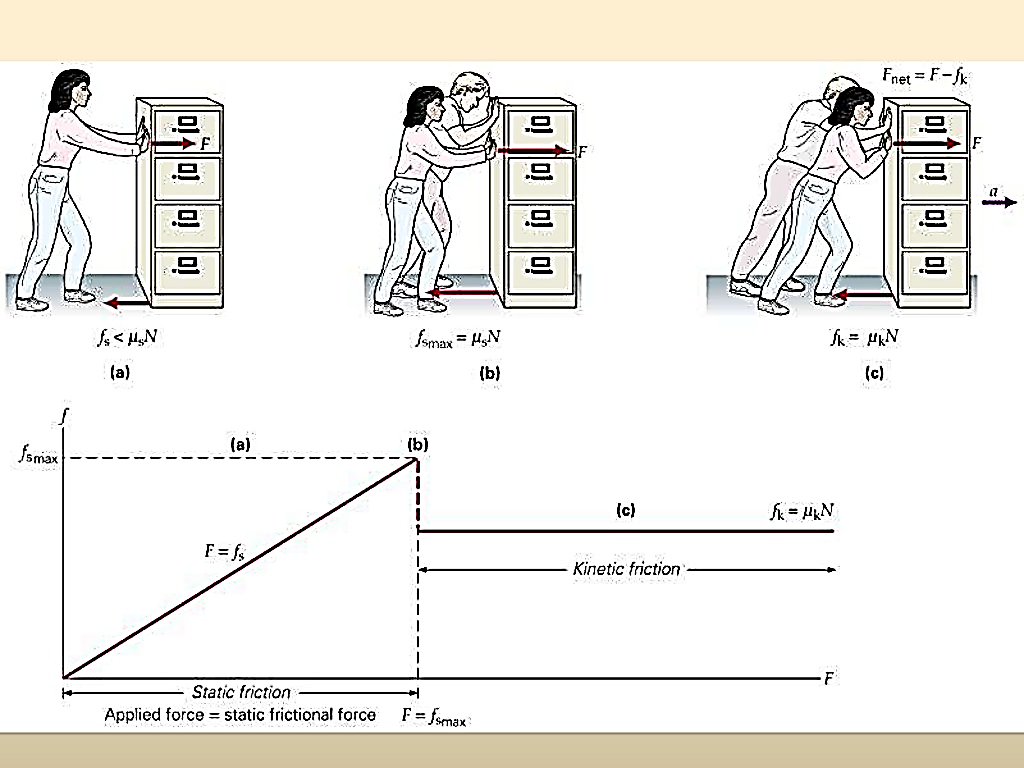 F
F
F_net = F − f_k
F
a
f_s < μ_sN
f_smax = μ_sN
f_k = μ_kN
(a)
(b)
(c)
f
f_smax
(a)
(b)
(c)
f_k = μ_kN
F = f_s
Kinetic friction
F
Static friction
Applied force = static frictional force
F = f_smax